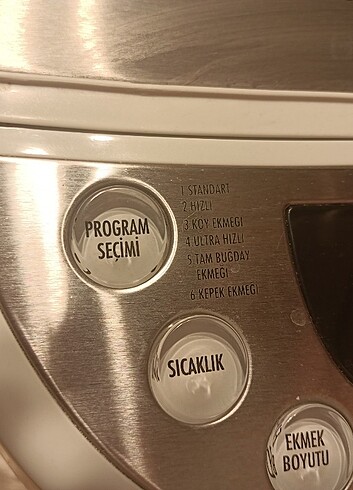 1 STANDART
2 HIZLI
3 KÖY EKMEĞİ
4 ULTRA HIZLI
5 TAM BUĞDAY
EKMEĞİ
6 KEPEK EKMEĞİ
PROGRAM
SEÇİMİ
SICAKLIK
EKMEK
BOYUTU